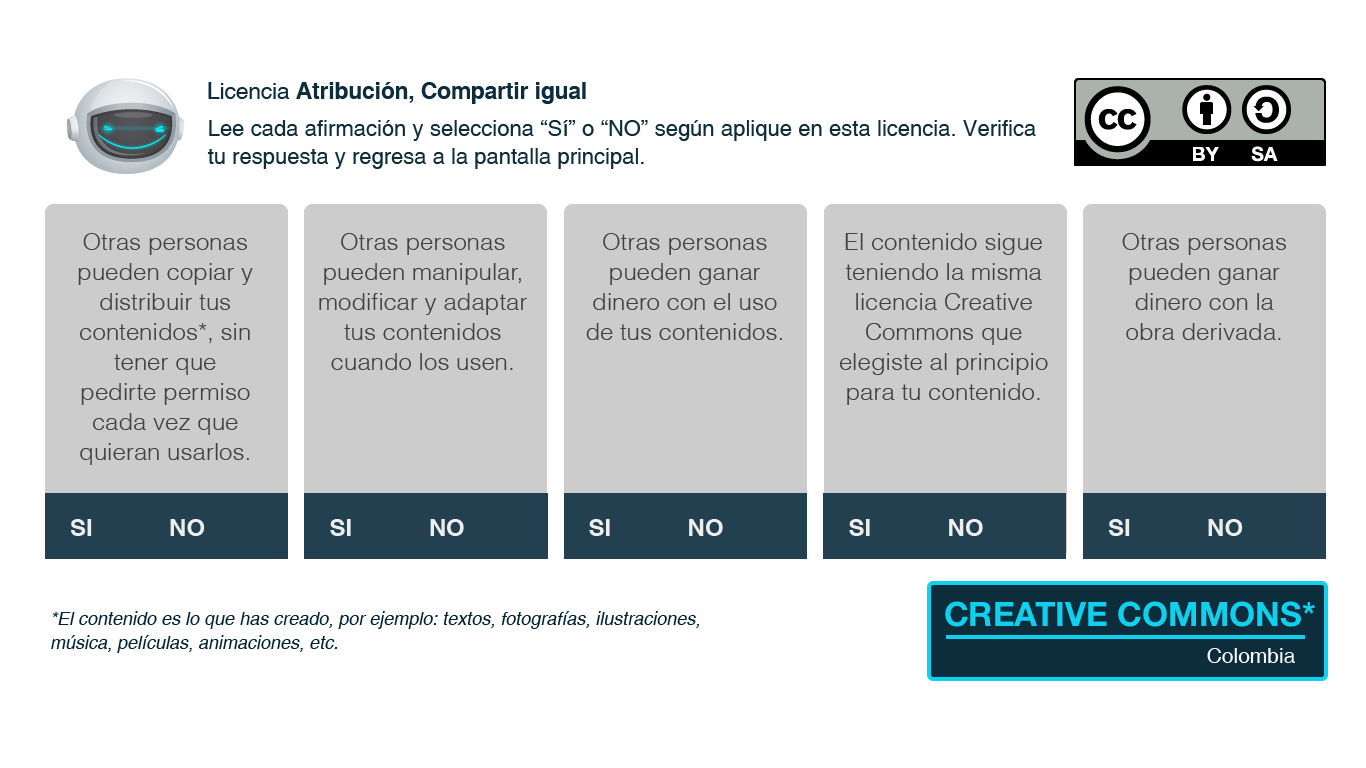 Licencia Atribución, Compartir igual
Lee cada afirmación y selecciona “Sí” o “NO” según aplique en esta licencia. Verifica
tu respuesta y regresa a la pantalla principal.
cc
BY SA
Otras personas
pueden copiar y
distribuir tus
contenidos*, sin
tener que
pedirte permiso
cada vez que
quieran usarlos.
SI NO
Otras personas
pueden manipular,
modificar y adaptar
tus contenidos
cuando los usen.
SI NO
Otras personas
pueden ganar
dinero con el uso
de tus contenidos.
SI NO
El contenido sigue
teniendo la misma
licencia Creative
Commons que
elegiste al principio
para tu contenido.
SI NO
Otras personas
pueden ganar
dinero con la
obra derivada.
SI NO
*El contenido es lo que has creado, por ejemplo: textos, fotografías, ilustraciones,
música, películas, animaciones, etc.
CREATIVE COMMONS*
Colombia